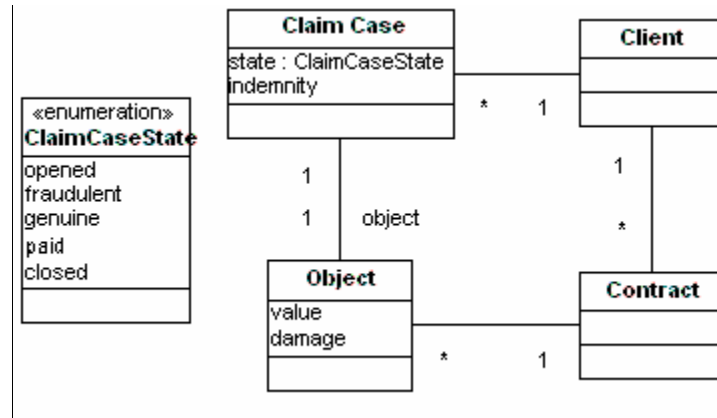 Claim Case
state : ClaimCaseState
indemnity
Client
* 1
«enumeration»
ClaimCaseState
opened
fraudulent
genuine
paid
closed
1
1 object
1
*
Object
value
damage
Contract
* 1